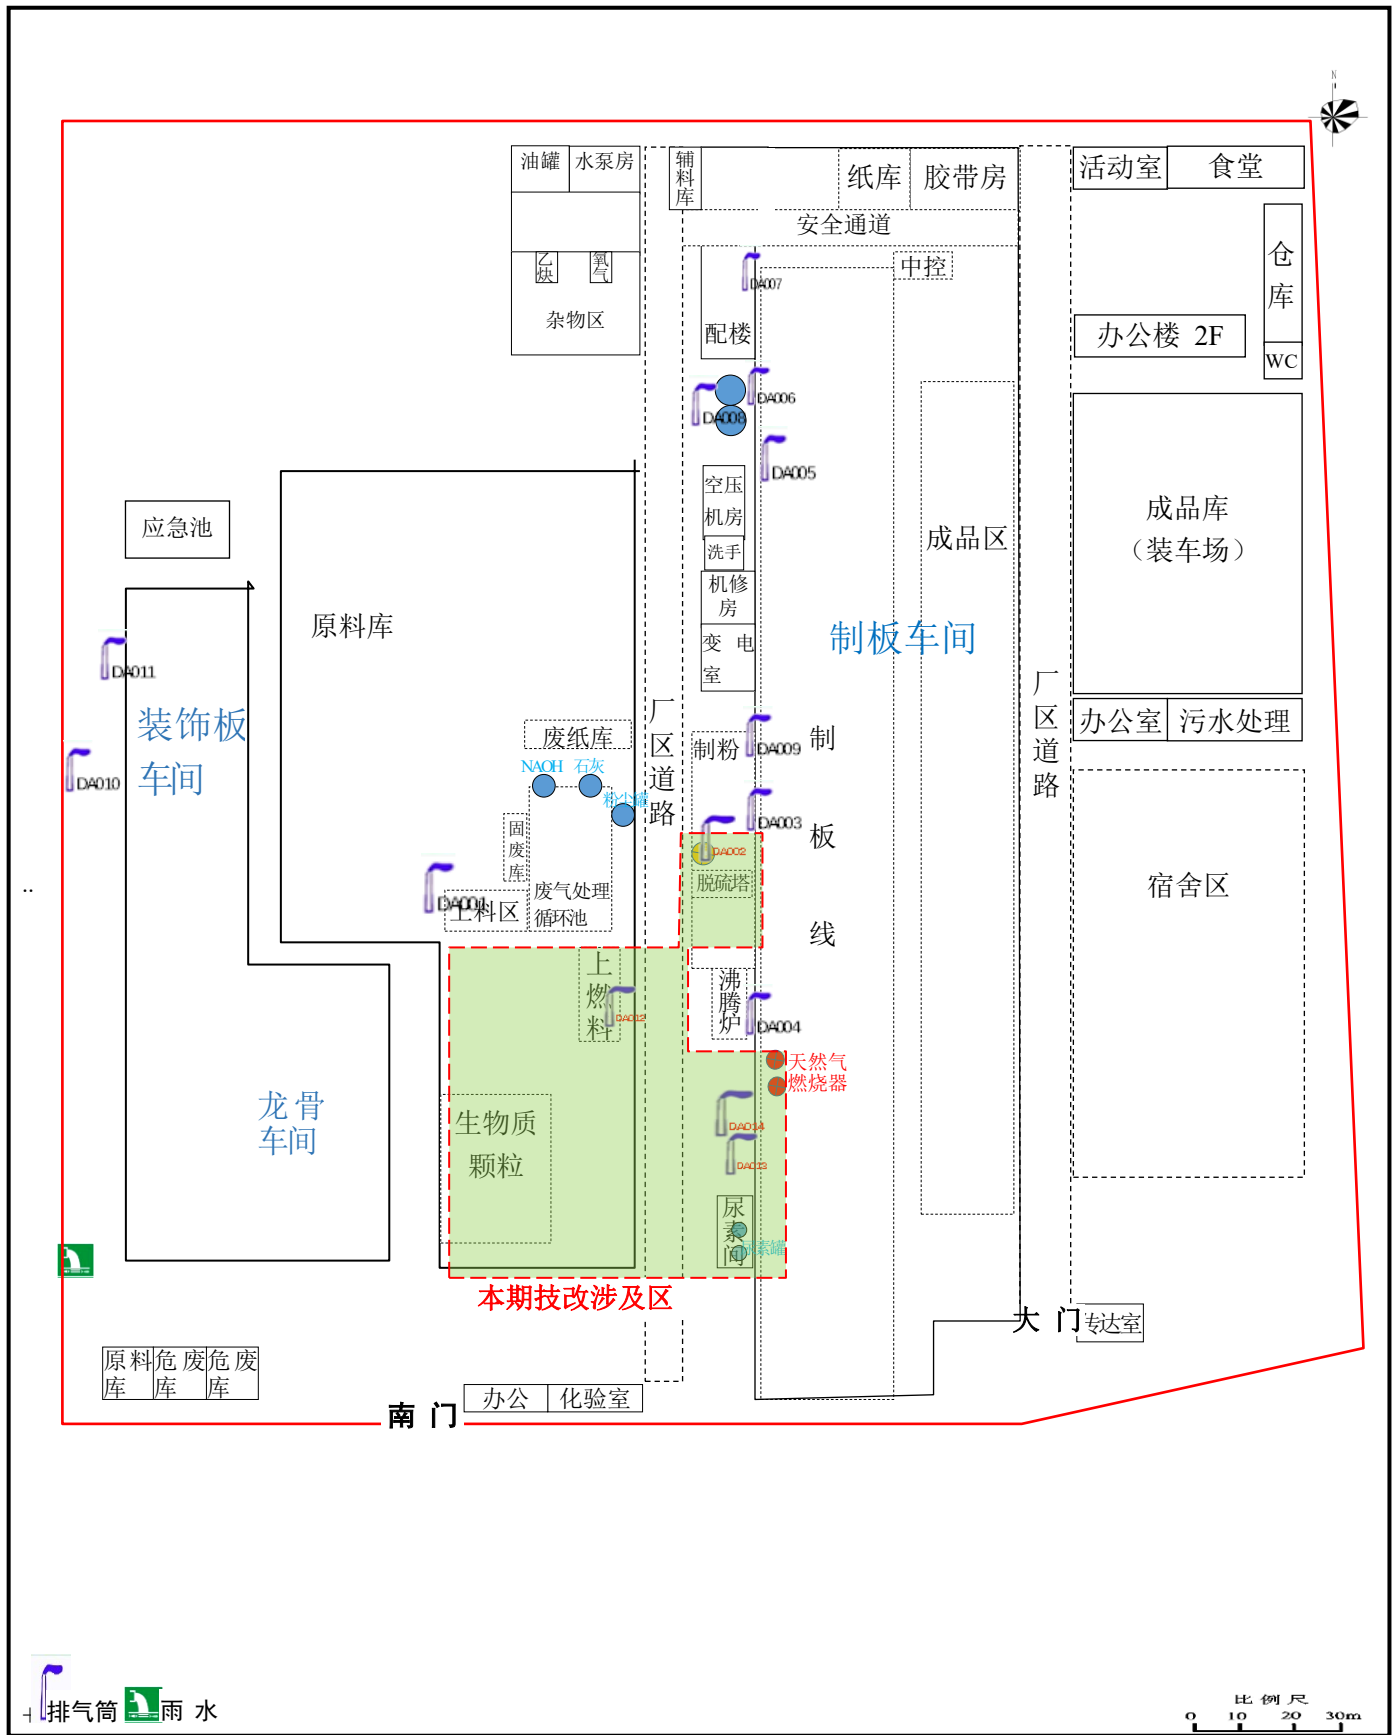 N
油罐 水泵房
辅料库
纸库 胶带房
活动室 食堂
安全通道
乙炔 氧气
中控
DA007
仓库
杂物区
配楼
办公楼 2F
WC
DA006
DA008
DA005
空压机房
成品库
（装车场）
应急池
成品区
洗手
机修房
原料库
制板车间
变电室
DA011
厂区道路
厂区道路
装饰板
车间
办公室 污水处理
废纸库
制粉
DA009
制板线
NAOH 石灰
DA010
粉尘罐
DA003
固废库
DA002
脱硫塔
宿舍区
废气处理
循环池
DA001
上料区
上燃料
沸腾炉
DA012
DA004
天然气
燃烧器
龙骨
车间
生物质
颗粒
DA014
DA013
尿素间
尿素罐
本期技改涉及区
大 门
传达室
原料库
危废库
危废库
办公 化验室
南 门
排气筒 雨 水
比 例 尺
0 10 20 30m